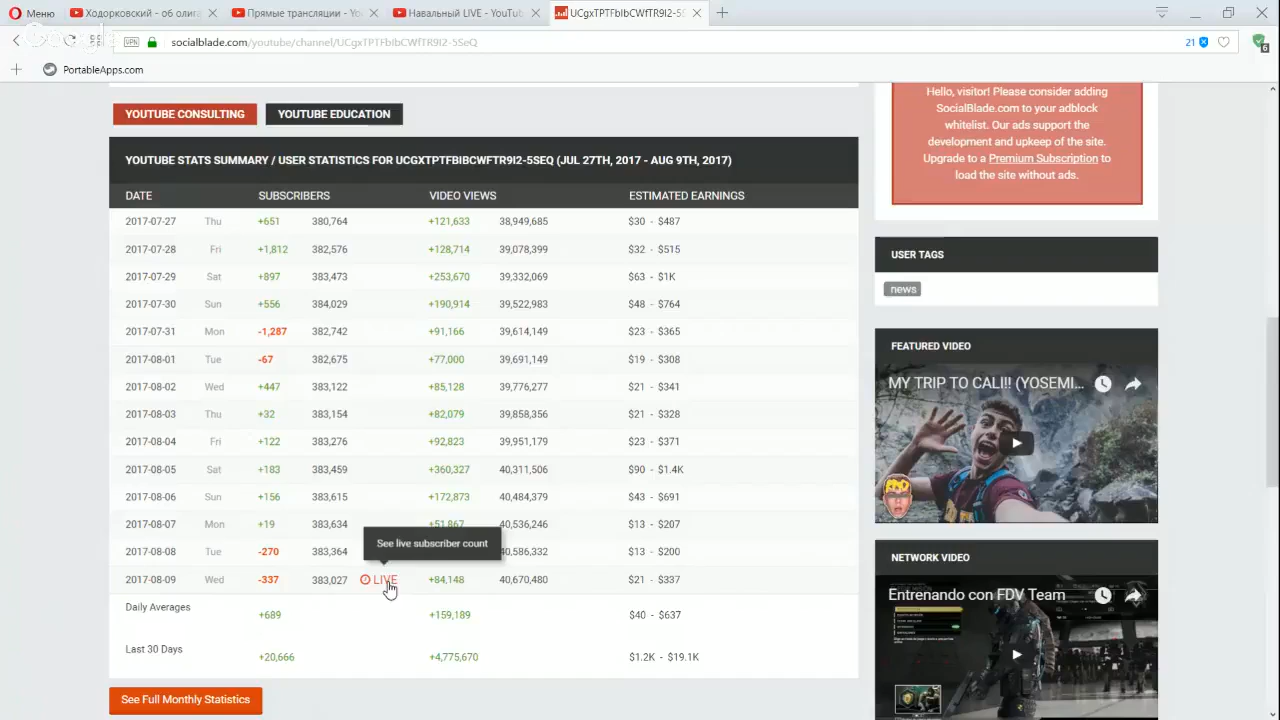 Меню
Ходорковский - об олига
Прямые трансляции - Yo
Навальный LIVE - YouTub
UCgxTPTFbIbCWfTR9I2-5S
VPN
socialblade.com/youtube/channel/UCgxTPTFbIbCWfTR9I2-5SeQ
21
6
PortableApps.com
YOUTUBE CONSULTING
YOUTUBE EDUCATION
YOUTUBE STATS SUMMARY / USER STATISTICS FOR UCGXTPTFBIBCWFTR9I2-5SEQ (JUL 27TH, 2017 - AUG 9TH, 2017)
DATE SUBSCRIBERS VIDEO VIEWS ESTIMATED EARNINGS
2017-07-27 Thu +651 380,764 +121,633 38,949,685 $30 - $487
2017-07-28 Fri +1,812 382,576 +128,714 39,078,399 $32 - $515
2017-07-29 Sat +897 383,473 +253,670 39,332,069 $63 - $1K
2017-07-30 Sun +556 384,029 +190,914 39,522,983 $48 - $764
2017-07-31 Mon -1,287 382,742 +91,166 39,614,149 $23 - $365
2017-08-01 Tue -67 382,675 +77,000 39,691,149 $19 - $308
2017-08-02 Wed +447 383,122 +85,128 39,776,277 $21 - $341
2017-08-03 Thu +32 383,154 +82,079 39,858,356 $21 - $328
2017-08-04 Fri +122 383,276 +92,823 39,951,179 $23 - $371
2017-08-05 Sat +183 383,459 +360,327 40,311,506 $90 - $1.4K
2017-08-06 Sun +156 383,615 +172,873 40,484,379 $43 - $691
2017-08-07 Mon +19 383,634 +51,867 40,536,246 $13 - $207
See live subscriber count
2017-08-08 Tue -270 383,364 40,586,332 $13 - $200
2017-08-09 Wed -337 383,027 LIVE +84,148 40,670,480 $21 - $337
Daily Averages +689 +159,189 $40 - $637
Last 30 Days +20,666 +4,775,670 $1.2K - $19.1K
See Full Monthly Statistics
Hello, visitor! Please consider adding
SocialBlade.com to your adblock
whitelist. Our ads support the
development and upkeep of the site.
Upgrade to a Premium Subscription to
load the site without ads.
USER TAGS
news
FEATURED VIDEO
MY TRIP TO CALI!! (YOSEMI...
NETWORK VIDEO
Entrenando con FDV Team